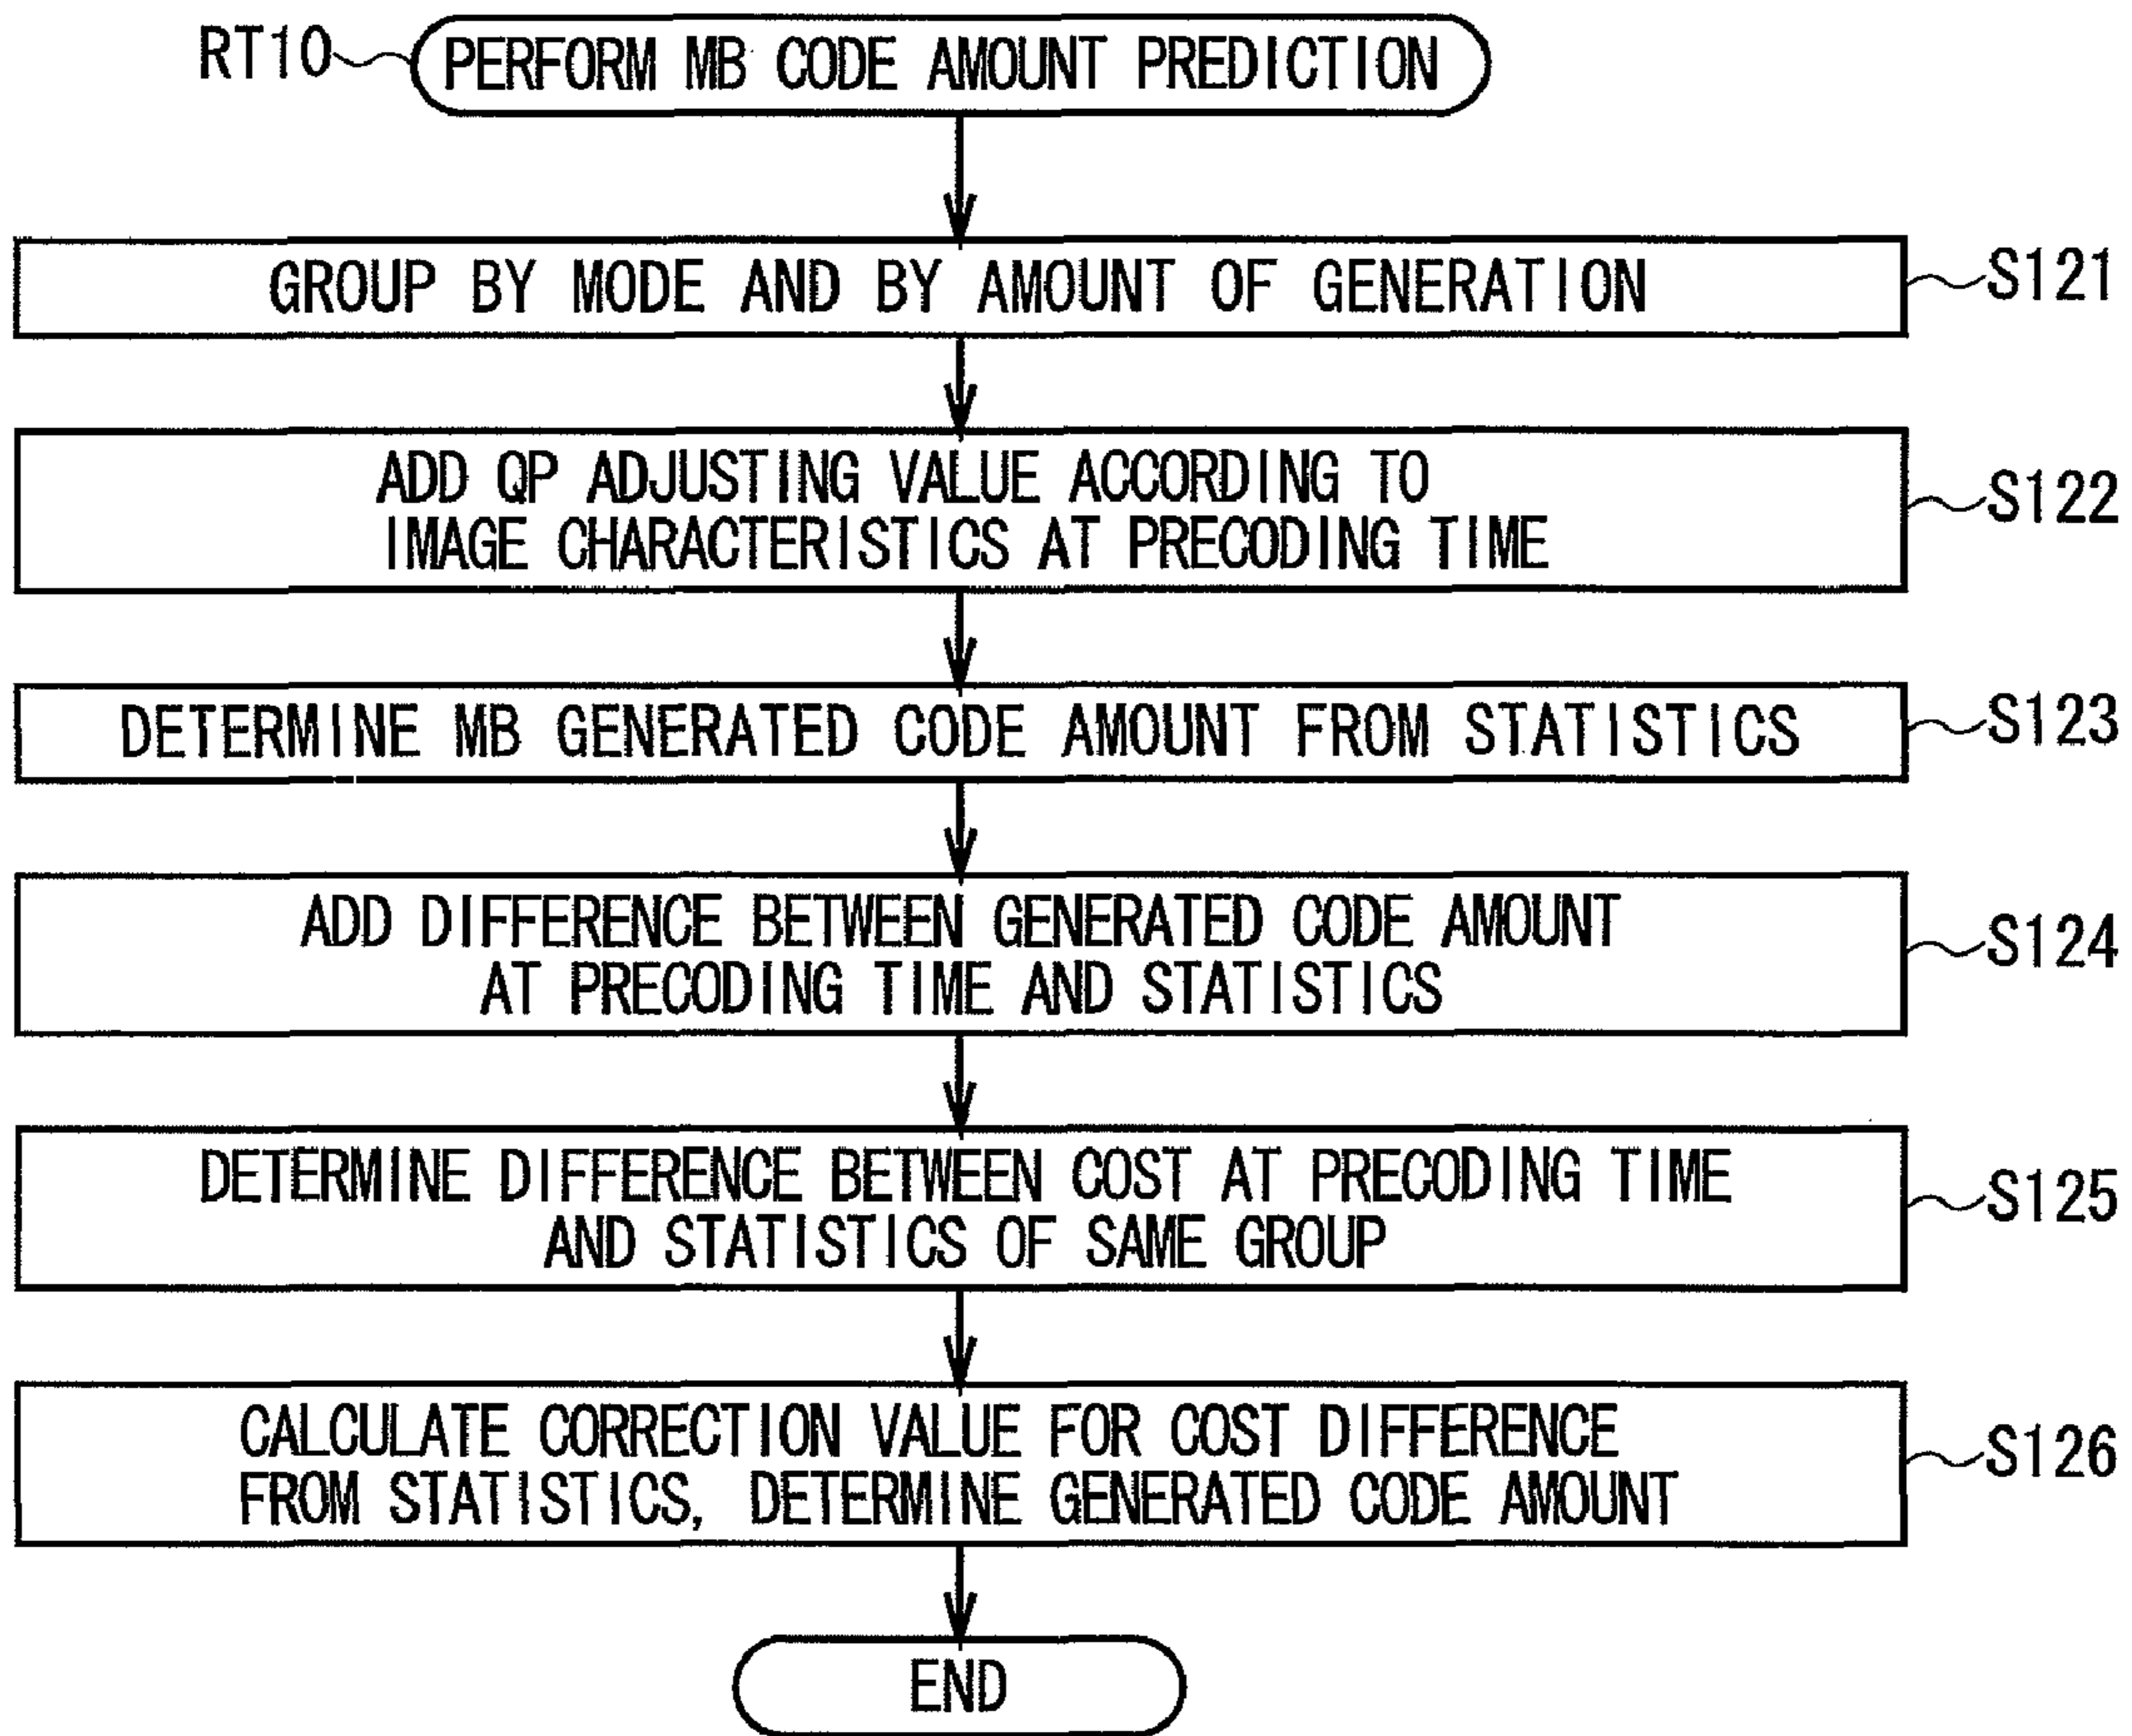 RT10
PERFORM MB CODE AMOUNT PREDICTION
GROUP BY MODE AND BY AMOUNT OF GENERATION
S121
ADD QP ADJUSTING VALUE ACCORDING TO
IMAGE CHARACTERISTICS AT PRECODING TIME
S122
DETERMINE MB GENERATED CODE AMOUNT FROM STATISTICS
S123
ADD DIFFERENCE BETWEEN GENERATED CODE AMOUNT
AT PRECODING TIME AND STATISTICS
S124
DETERMINE DIFFERENCE BETWEEN COST AT PRECODING TIME
AND STATISTICS OF SAME GROUP
S125
CALCULATE CORRECTION VALUE FOR COST DIFFERENCE
FROM STATISTICS, DETERMINE GENERATED CODE AMOUNT
S126
END